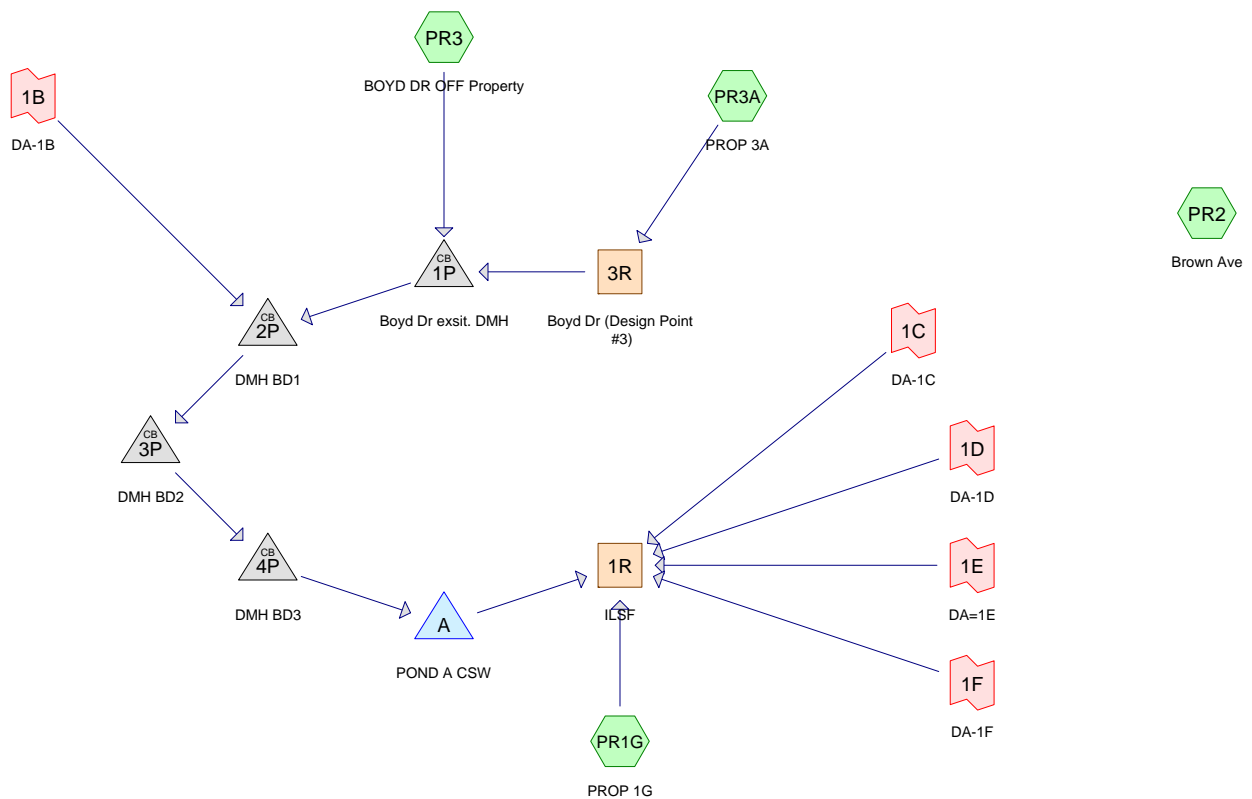 PR3
BOYD DR OFF Property
1B
DA-1B
PR3A
PROP 3A
PR2
Brown Ave
CB
1P
Boyd Dr exsit. DMH
3R
Boyd Dr (Design Point
#3)
CB
2P
DMH BD1
1C
DA-1C
CB
3P
DMH BD2
1D
DA-1D
CB
4P
DMH BD3
1R
ILSF
1E
DA=1E
A
POND A CSW
1F
DA-1F
PR1G
PROP 1G